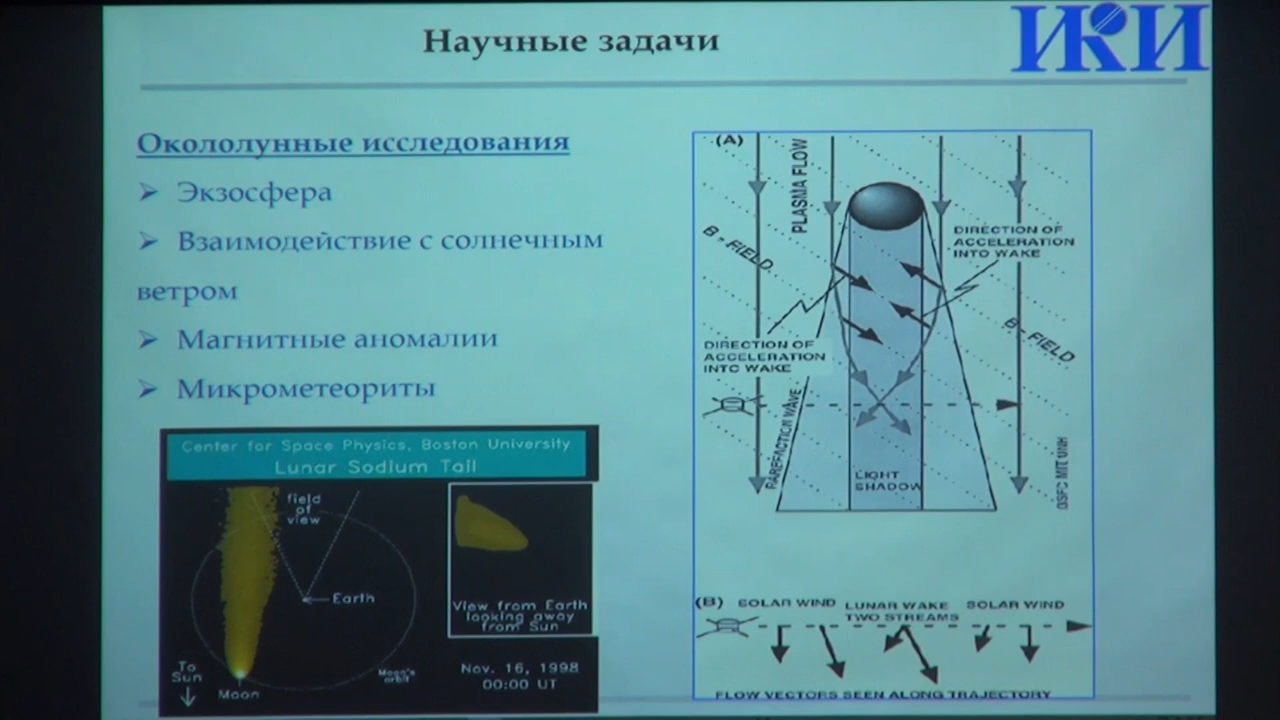 Научные задачи
ИКИ
Окололунные исследования
Экзосфера
Взаимодействие с солнечным
ветром
Магнитные аномалии
Микрометеориты
Center for Space Physics, Boston University
Lunar Sodium Tail
field
of
view
Earth
To
Sun
Moon
Moon's
orbit
View from Earth
looking away
from Sun
Nov. 16, 1998
00:00 UT
(A)
PLASMA FLOW
B - FIELD
DIRECTION OF
ACCELERATION
INTO WAKE
B - FIELD
DIRECTION OF
ACCELERATION
INTO WAKE
RAREFACTION WAVE
LIGHT
SHADOW
GSFC MIT UNH
(B) SOLAR WIND LUNAR WAKE SOLAR WIND
TWO STREAMS
FLOW VECTORS SEEN ALONG TRAJECTORY